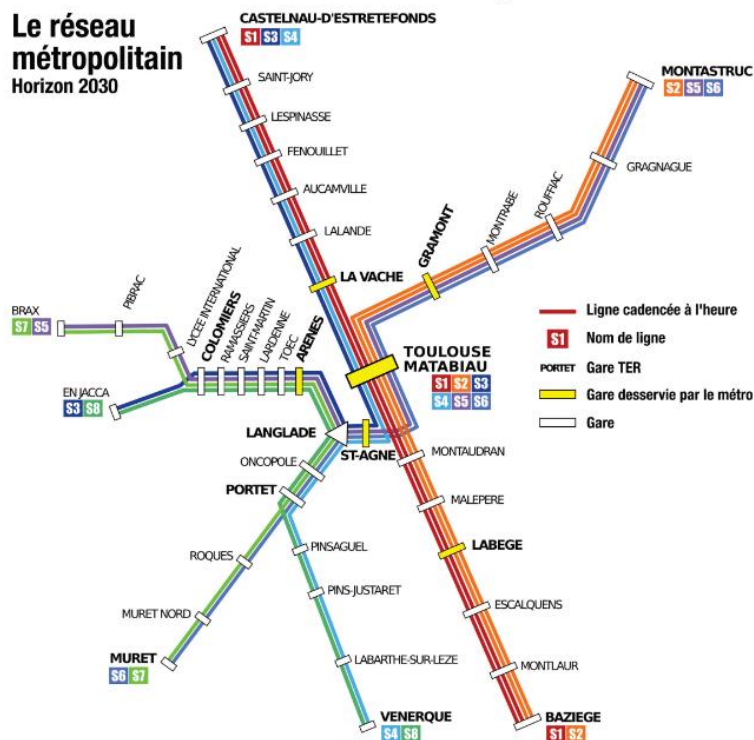 Le réseau
métropolitain
Horizon 2030
CASTELNAU-D'ESTRETEFONDS
S1 S3 S4
SAINT-JORY
LESPINASSE
FENOUILLET
AUCAMVILLE
LALANDE
LA VACHE
MONTASTRUC
S2 S5 S6
GRAGNAGUE
ROUFFIAC
MONTRABE
GRAMONT
BRAX
S7 S5
PIBRAC
LYCEE INTERNATIONAL
COLOMIERS
RAMASSIERS
SAINT-MARTIN
LARDENNE
TOEC
ARENES
EN JACCA
S3 S8
TOULOUSE
MATABIAU
S1 S2 S3
S4 S5 S6
Ligne cadencée à l'heure
S1 Nom de ligne
PORTET Gare TER
Gare desservie par le métro
Gare
LANGLADE
ST-AGNE
ONCOPOLE
PORTET
ROQUES
MURET NORD
MURET
S6 S7
PINSAGUEL
PINS-JUSTARET
LABARTHE-SUR-LEZE
VENERQUE
S4 S8
MONTAUDRAN
MALEPERE
LABEGE
ESCALQUENS
MONTLAUR
BAZIEGE
S1 S2